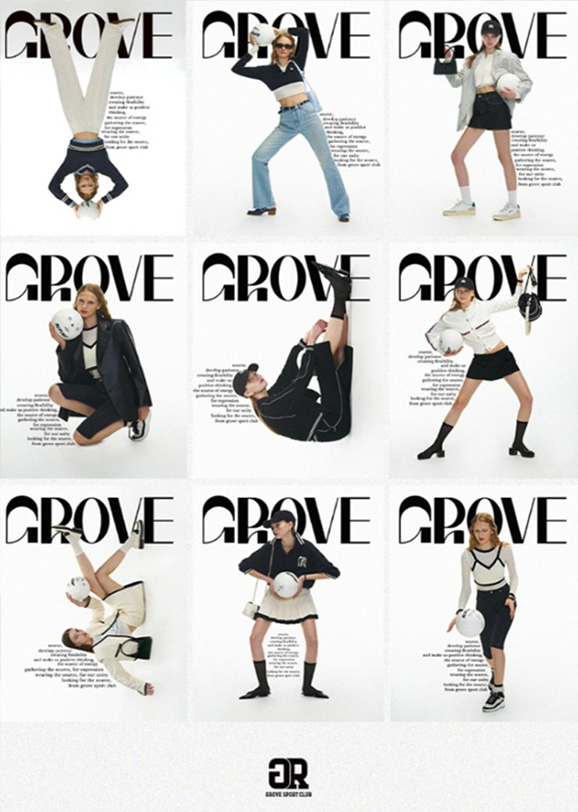 GROVE
source,
develop patience
creating flexibility
and make us positive
thinking,
the source of energy
gathering the source,
for expression
wearing the source,
for our unity
looking for the source,
from grove sport club
GROVE
source,
develop patience
creating flexibility
and make us positive
thinking,
the source of energy
gathering the source,
for expression
wearing the source,
for our unity
looking for the source,
from grove sport club
GROVE
source,
develop patience
creating flexibility
and make us
positive thinking,
the source of energy
gathering the source,
for expression
wearing the source,
for our unity
looking for the source,
from grove sport club
GROVE
source,
develop patience
creating flexibility
and make us positive thinking,
the source of energy
gathering the source,
for expression
wearing the source,
for our unity
looking for the source,
from grove sport club
GROVE
source,
develop patience
creating flexibility
and make us
positive thinking,
the source of energy
gathering the source,
for expression
wearing the source,
for our unity
looking for the source,
from grove sport club
GROVE
source,
develop patience
creating flexibility
and make us
positive thinking,
the source of energy
gathering the source,
for expression
wearing the source,
for our unity
looking for the source,
from grove sport club
GROVE
source,
develop patience
creating flexibility
and make us positive thinking,
the source of energy
gathering the source, for expression
wearing the source, for our unity
looking for the source,
from grove sport club
GROVE
source,
develop patience
creating flexibility
and make us positive
thinking,
the source of energy
gathering the source,
for expression
wearing the source,
for our unity
looking for the source,
from grove sport club
GROVE
source,
develop patience
creating flexibility
and make us positive thinking,
the source of energy
gathering the source,
for expression
wearing the source,
for our unity
looking for the source,
from grove sport club
GR
GROVE SPORT CLUB